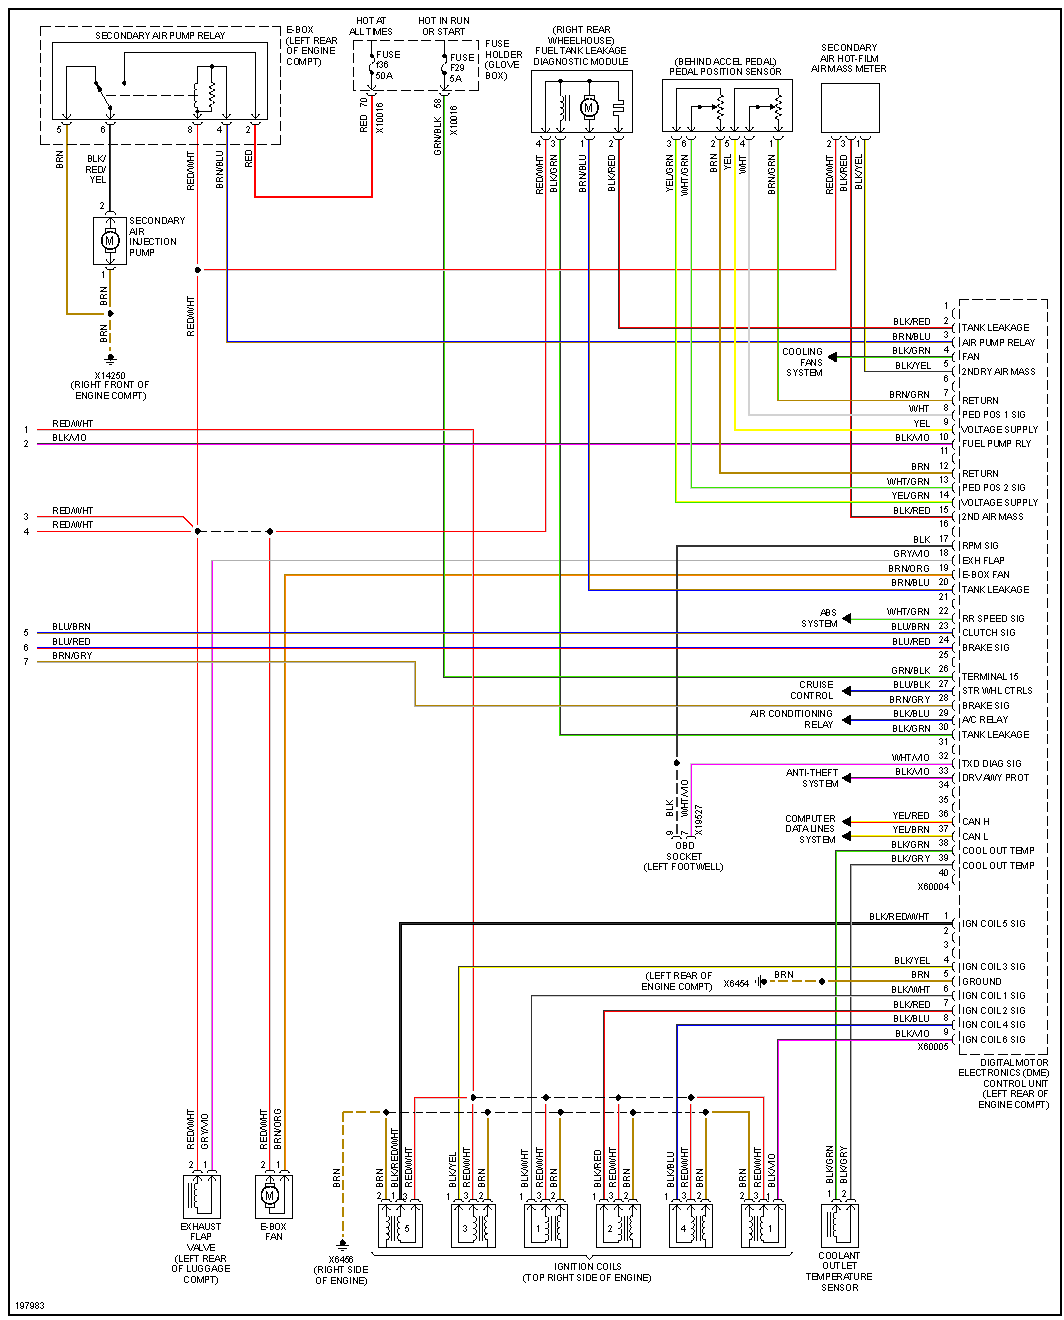 SECONDARY AIR PUMP RELAY
E-BOX
(LEFT REAR
OF ENGINE
COMPT)
HOT AT
ALL TIMES
HOT IN RUN
OR START
FUSE
F36
50A
FUSE
F29
5A
FUSE
HOLDER
(GLOVE
BOX)
(RIGHT REAR
WHEELHOUSE)
FUEL TANK LEAKAGE
DIAGNOSTIC MODULE
M
(BEHIND ACCEL PEDAL)
PEDAL POSITION SENSOR
SECONDARY
AIR HOT-FILM
AIRMASS METER
5 6 8 4 2
70 X10016
58 X10016
4 3 1 2
3 6 2 5 4 1
2 3 1
BRN
BLK/
RED/
YEL
RED/WHT
BRN/BLU
RED
RED
GRN/BLK
RED/WHT
BLK/GRN
BRN/BLU
BLK/RED
YEL/GRN
WHT/GRN
BRN
YEL
WHT
BRN/GRN
RED/WHT
BLK/RED
BLK/YEL
2
M
SECONDARY
AIR
INJECTION
PUMP
1
BRN
BRN
RED/WHT
X14250
(RIGHT FRONT OF
ENGINE COMPT)
1 RED/WHT
2 BLK/VIO
3 RED/WHT
4 RED/WHT
5 BLU/BRN
6 BLU/RED
7 BRN/GRY
COOLING
FANS
SYSTEM
ABS
SYSTEM
CRUISE
CONTROL
AIR CONDITIONING
RELAY
ANTI-THEFT
SYSTEM
COMPUTER
DATA LINES
SYSTEM
1
BLK/RED 2 TANK LEAKAGE
BRN/BLU 3 AIR PUMP RELAY
BLK/GRN 4 FAN
BLK/YEL 5 2NDRY AIR MASS
6
BRN/GRN 7 RETURN
WHT 8 PED POS 1 SIG
YEL 9 VOLTAGE SUPPLY
BLK/VIO 10 FUEL PUMP RLY
11
BRN 12 RETURN
WHT/GRN 13 PED POS 2 SIG
YEL/GRN 14 VOLTAGE SUPPLY
BLK/RED 15 2ND AIR MASS
16
BLK 17 RPM SIG
GRY/VIO 18 EXH FLAP
BRN/ORG 19 E-BOX FAN
BRN/BLU 20 TANK LEAKAGE
21
WHT/GRN 22 RR SPEED SIG
BLU/BRN 23 CLUTCH SIG
BLU/RED 24 BRAKE SIG
25
GRN/BLK 26 TERMINAL 15
BLU/BLK 27 STR WHL CTRLS
BRN/GRY 28 BRAKE SIG
BLK/BLU 29 A/C RELAY
BLK/GRN 30 TANK LEAKAGE
31
WHT/VIO 32 TXD DIAG SIG
BLK/VIO 33 DRV/AWY PROT
34
35
YEL/RED 36 CAN H
YEL/BRN 37 CAN L
BLK/GRN 38 COOL OUT TEMP
BLK/GRY 39 COOL OUT TEMP
40
X60004
BLK
WHT/VIO
9 7 X19527
OBD
SOCKET
(LEFT FOOTWELL)
BLK/RED/WHT 1 IGN COIL 5 SIG
2
3
BLK/YEL 4 IGN COIL 3 SIG
(LEFT REAR OF
ENGINE COMPT)
X6454
BRN
BRN 5 GROUND
BLK/WHT 6 IGN COIL 1 SIG
BLK/RED 7 IGN COIL 2 SIG
BLK/BLU 8 IGN COIL 4 SIG
BLK/VIO 9 IGN COIL 6 SIG
X60005
DIGITAL MOTOR
ELECTRONICS (DME)
CONTROL UNIT
(LEFT REAR OF
ENGINE COMPT)
RED/WHT
GRY/VIO
RED/WHT
BRN/ORG
BRN
BRN
BLK/RED/WHT
RED/WHT
BLK/YEL
RED/WHT
BRN
BLK/WHT
RED/WHT
BRN
BLK/RED
RED/WHT
BRN
BLK/BLU
RED/WHT
BRN
BRN
RED/WHT
BLK/VIO
BLK/GRN
BLK/GRY
2 1
2 1
2 1 3
1 3 2
1 3 2
1 3 2
1 3 2
2 3 1
1 2
M
5
3
1
2
4
1
EXHAUST
FLAP
VALVE
(LEFT REAR
OF LUGGAGE
COMPT)
E-BOX
FAN
X6456
(RIGHT SIDE
OF ENGINE)
IGNITION COILS
(TOP RIGHT SIDE OF ENGINE)
COOLANT
OUTLET
TEMPERATURE
SENSOR
197983